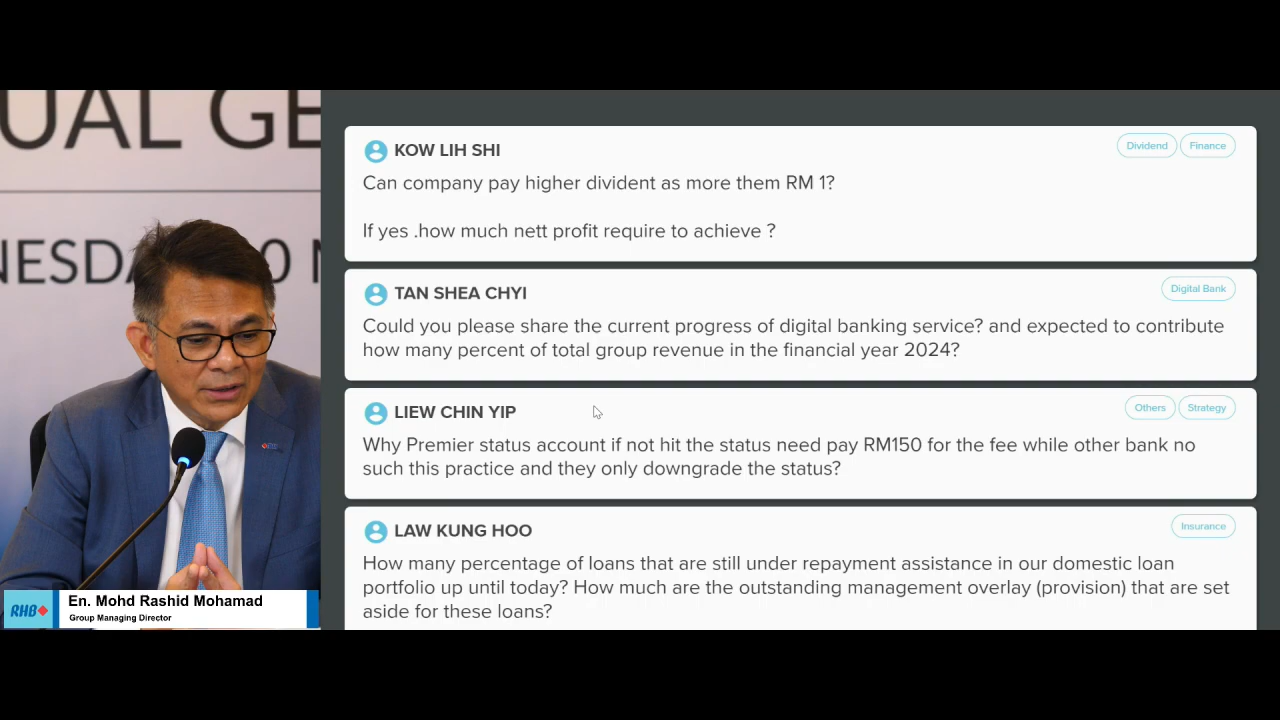 UAL GE
NESDA 0
KOW LIH SHI
Dividend
Finance
Can company pay higher divident as more them RM 1?
If yes .how much nett profit require to achieve ?
TAN SHEA CHYI
Digital Bank
Could you please share the current progress of digital banking service? and expected to contribute
how many percent of total group revenue in the financial year 2024?
LIEW CHIN YIP
Others
Strategy
Why Premier status account if not hit the status need pay RM150 for the fee while other bank no
such this practice and they only downgrade the status?
LAW KUNG HOO
Insurance
How many percentage of loans that are still under repayment assistance in our domestic loan
portfolio up until today? How much are the outstanding management overlay (provision) that are set
aside for these loans?
RHB
En. Mohd Rashid Mohamad
Group Managing Director